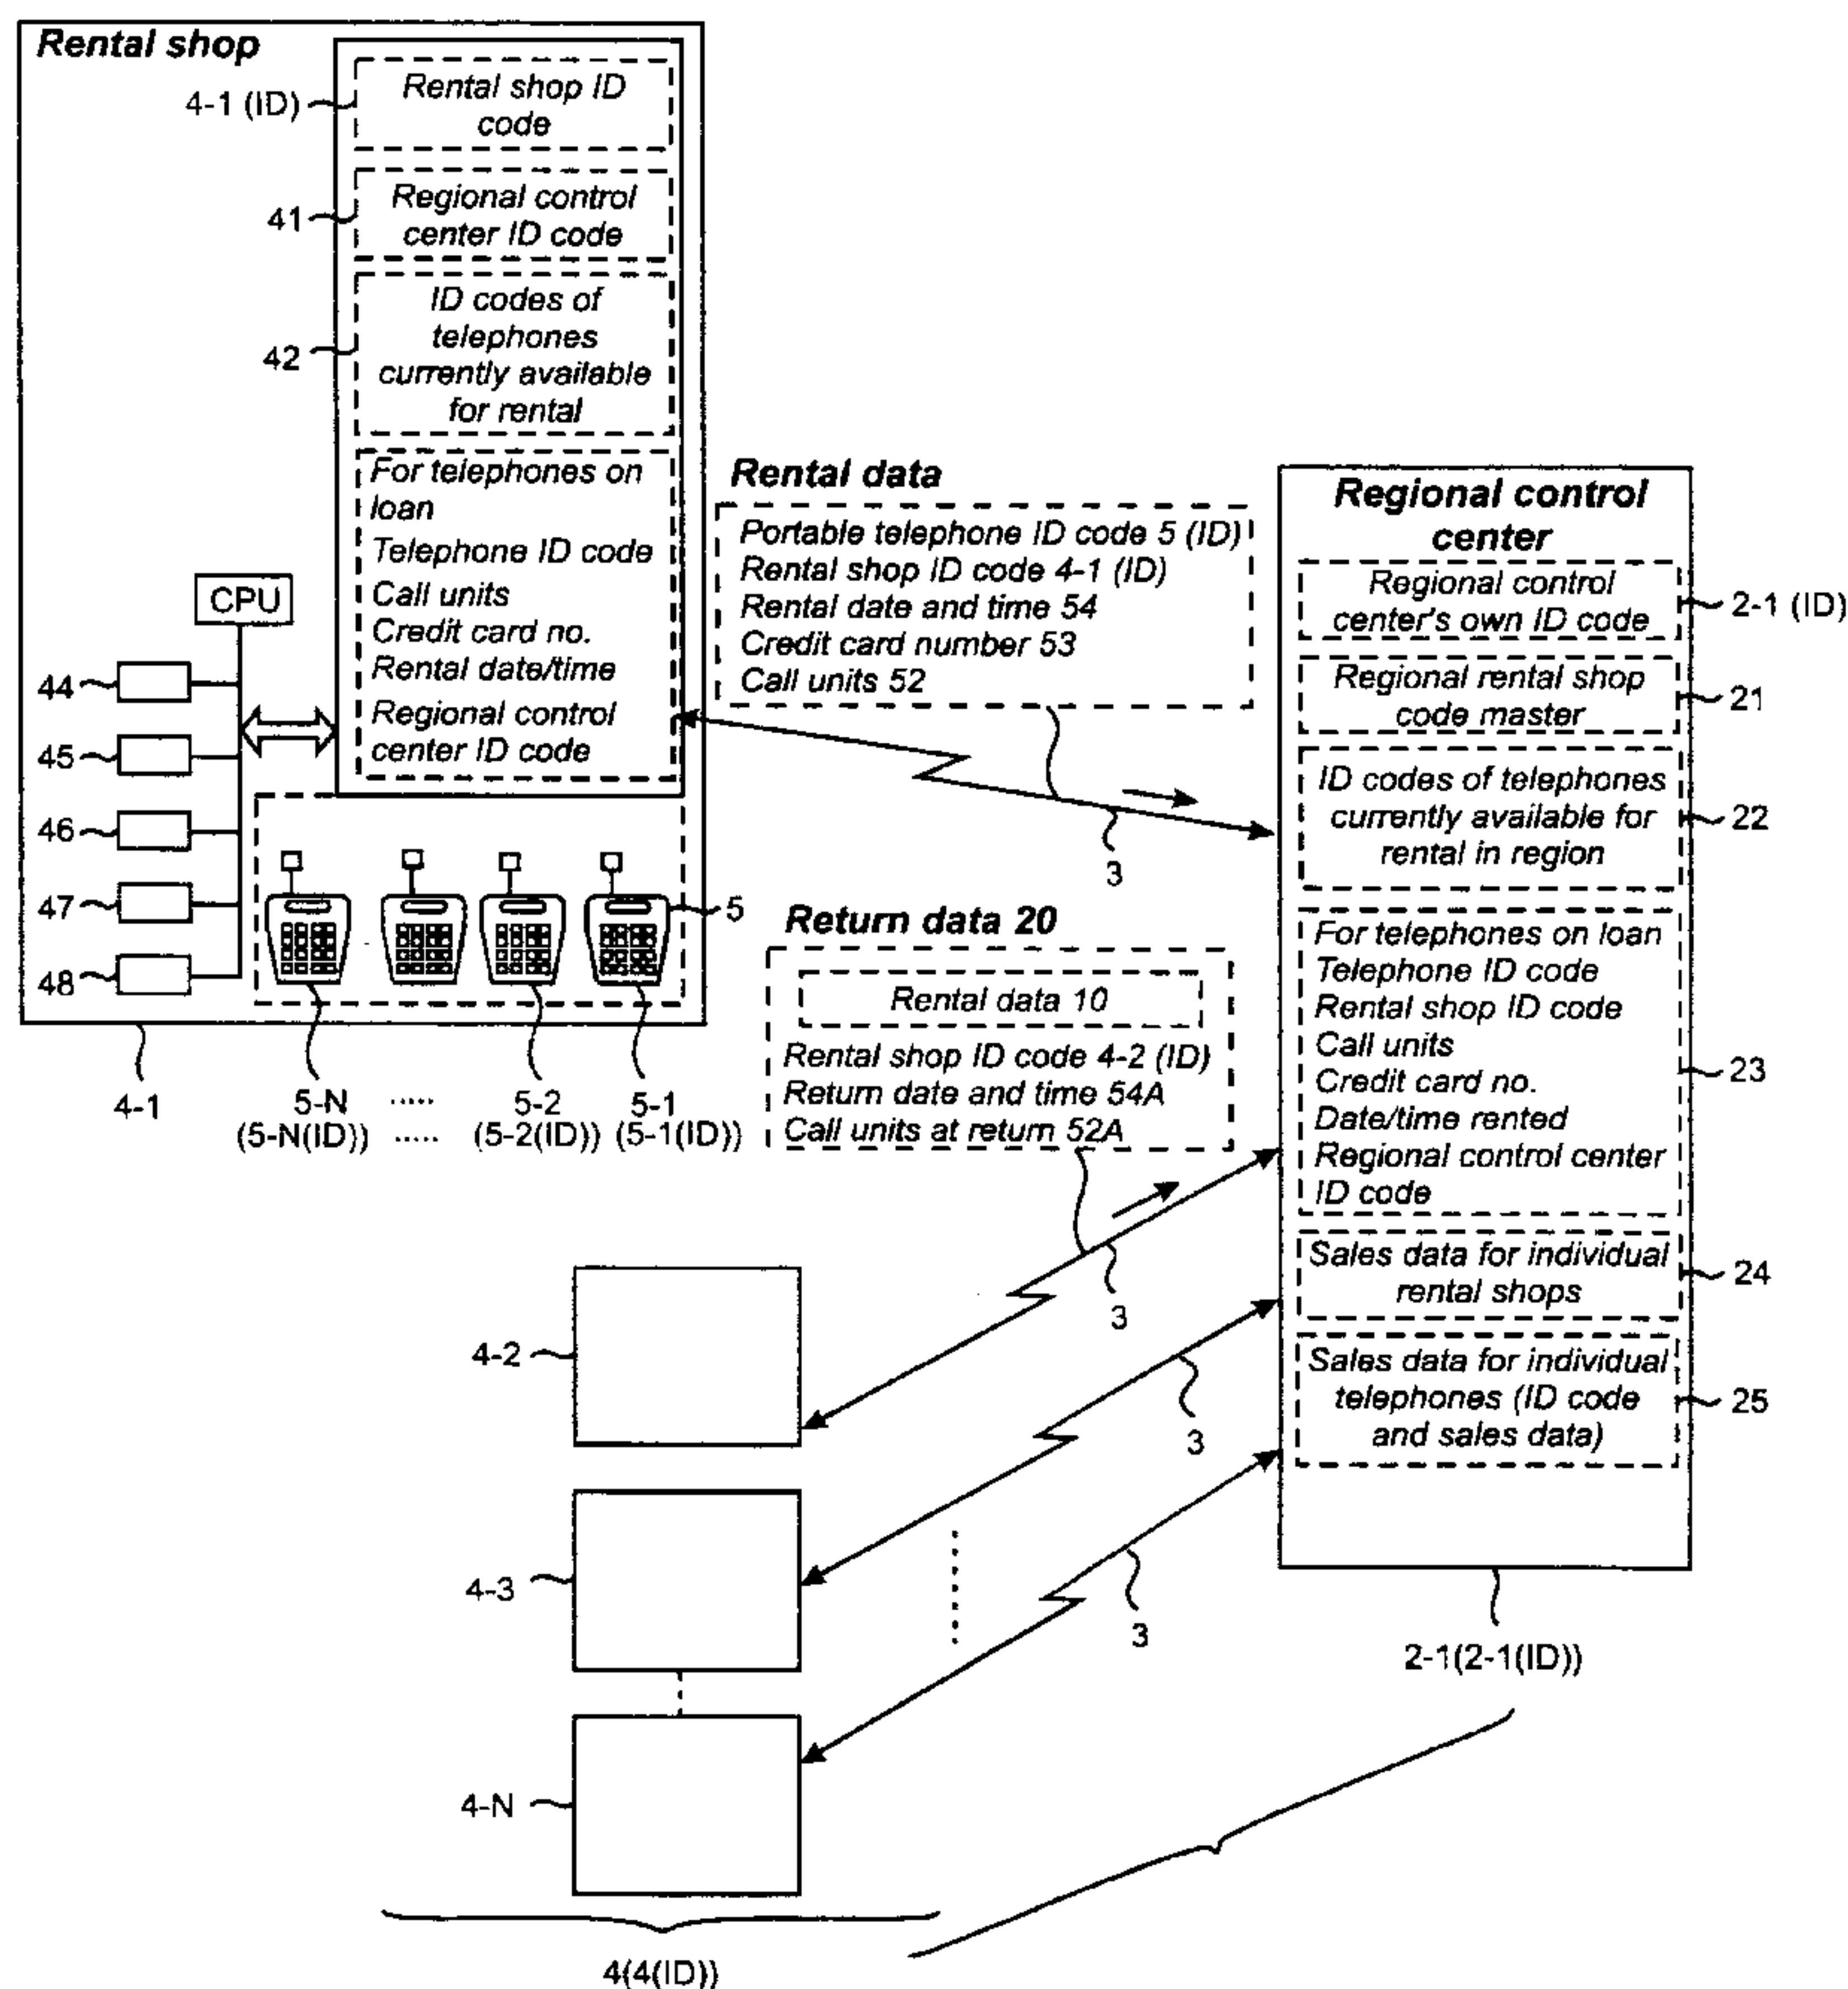 Rental shop
4-1 (ID)
Rental shop ID
code
41
Regional control
center ID code
42
ID codes of
telephones
currently available
for rental
For telephones on
loan
Telephone ID code
Call units
Credit card no.
Rental date/time
Regional control
center ID code
CPU
44
45
46
47
48
5
4-1
5-N
.....
5-2
5-1
(5-N(ID))
.....
(5-2(ID))
(5-1(ID))
Rental data
Portable telephone ID code 5 (ID)
Rental shop ID code 4-1 (ID)
Rental date and time 54
Credit card number 53
Call units 52
3
Return data 20
Rental data 10
Rental shop ID code 4-2 (ID)
Return date and time 54A
Call units at return 52A
3
3
3
4-2
4-3
4-N
4(4(ID))
Regional control
center
Regional control
center's own ID code
2-1 (ID)
Regional rental shop
code master
21
ID codes of telephones
currently available for
rental in region
22
For telephones on loan
Telephone ID code
Rental shop ID code
Call units
Credit card no.
Date/time rented
Regional control center
ID code
23
Sales data for individual
rental shops
24
Sales data for individual
telephones (ID code
and sales data)
25
2-1(2-1(ID))